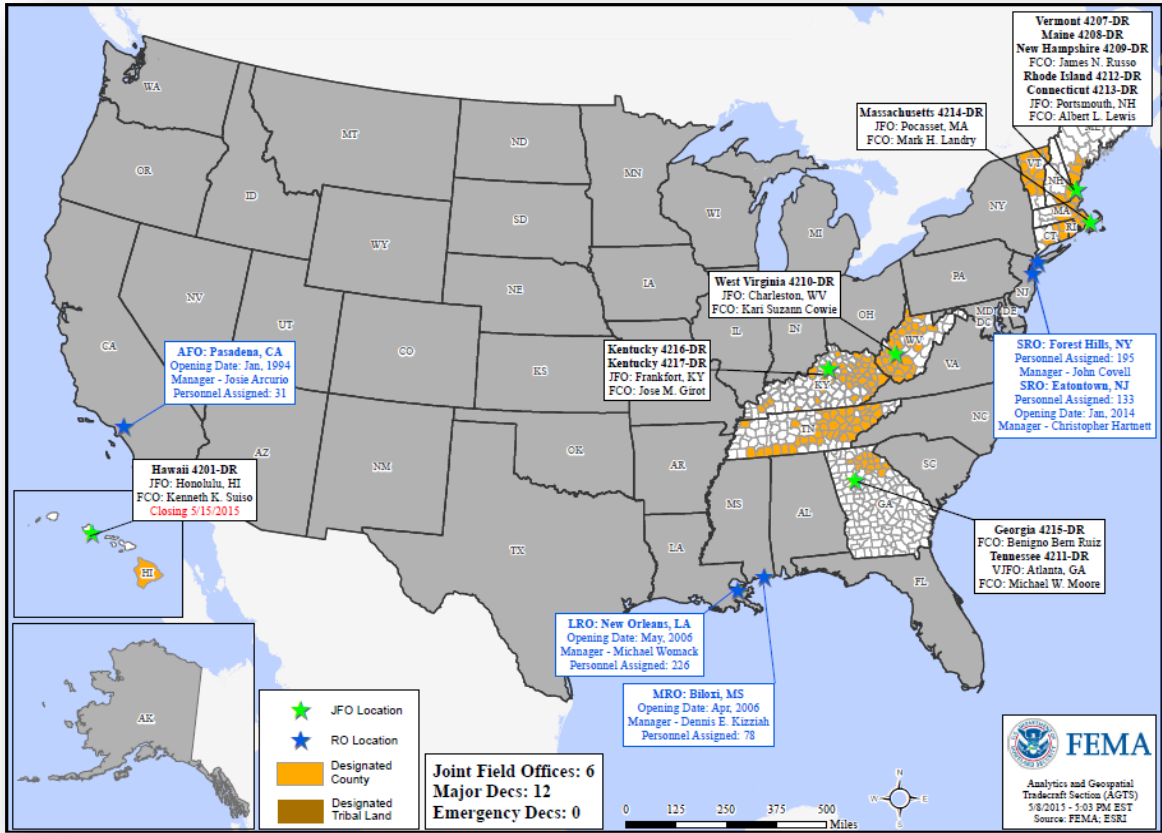 Vermont 4207-DR
Maine 4208-DR
New Hampshire 4209-DR
FCO: James N. Russo
Rhode Island 4212-DR
Connecticut 4213-DR
JFO: Portsmouth, NH
FCO: Albert L. Lewis
Massachusetts 4214-DR
JFO: Pocasset, MA
FCO: Mark H. Landry
WA
MT
ND
MN
OR
ID
SD
WI
MI
NY
VT
NH
ME
MA
CT
RI
WY
IA
NE
PA
NJ
West Virginia 4210-DR
JFO: Charleston, WV
FCO: Kari Suzann Cowie
NV
UT
CA
CO
KS
IL
IN
OH
MD
DC
DE
WV
VA
AFO: Pasadena, CA
Opening Date: Jan, 1994
Manager - Josie Arcurio
Personnel Assigned: 31
Kentucky 4216-DR
Kentucky 4217-DR
JFO: Frankfort, KY
FCO: Jose M. Girot
KY
SRO: Forest Hills, NY
Personnel Assigned: 195
Manager - John Covell
SRO: Eatontown, NJ
Personnel Assigned: 133
Opening Date: Jan, 2014
Manager - Christopher Hartnett
NC
TN
AZ
NM
OK
AR
SC
MS
AL
GA
Hawaii 4201-DR
JFO: Honolulu, HI
FCO: Kenneth K. Suiso
Closing 5/15/2015
HI
TX
LA
FL
Georgia 4215-DR
FCO: Benigno Bern Ruiz
Tennessee 4211-DR
VJFO: Atlanta, GA
FCO: Michael W. Moore
LRO: New Orleans, LA
Opening Date: May, 2006
Manager - Michael Womack
Personnel Assigned: 226
MRO: Biloxi, MS
Opening Date: Apr, 2006
Manager - Dennis E. Kizziah
Personnel Assigned: 78
AK
JFO Location
RO Location
Designated
County
Designated
Tribal Land
Joint Field Offices: 6
Major Decs: 12
Emergency Decs: 0
0 125 250 375 500
Miles
N
W
E
S
FEMA
Analytics and Geospatial
Tradecraft Section (AGTS)
5/8/2015 - 5:03 PM EST
Source: FEMA; ESRI